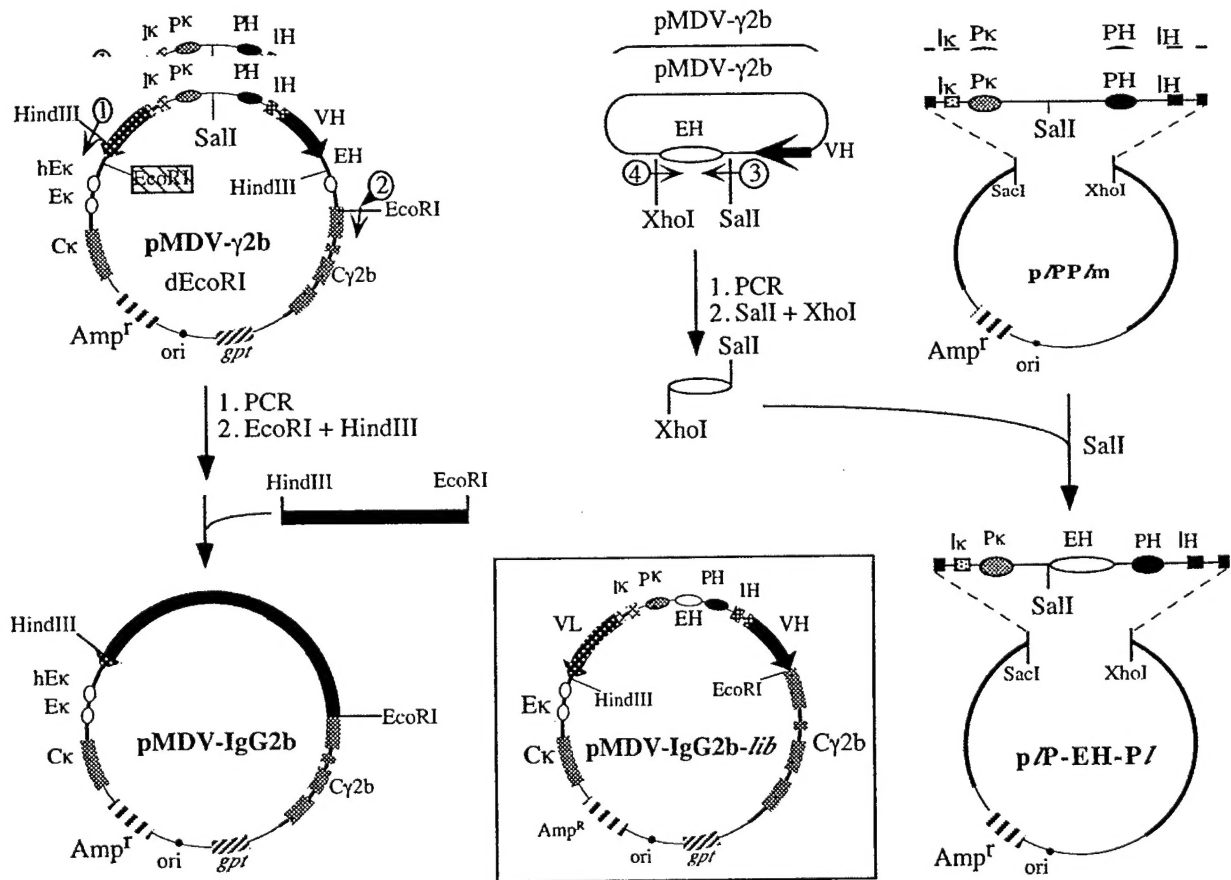 lκ Pκ PH lH
lκ Pκ PH lH
HindIII ① VH
SalI
hEκ EcoRI EH
Eκ HindIII ②
EcoRI
Cκ pMDV-γ2b
dEcoRI Cγ2b
Ampr
ori gpt
1. PCR
2. EcoRI + HindIII
HindIII EcoRI
HindIII
hEκ
Eκ EcoRI
Cκ pMDV-IgG2b
Cγ2b
Ampr
ori gpt
pMDV-γ2b
pMDV-γ2b
EH
VH
④ ③
XhoI SalI
1. PCR
2. SalI + XhoI
SalI
XhoI
lκ Pκ PH lH
VL EH VH
HindIII EcoRI
Eκ
Cκ pMDV-IgG2b-lib Cγ2b
AmpR
ori gpt
lκ Pκ PH lH
lκ Pκ PH lH
SalI
SacI XhoI
plPPlm
Ampr
ori
SalI
lκ Pκ EH PH lH
SalI
SacI XhoI
plP-EH-Pl
Ampr
ori